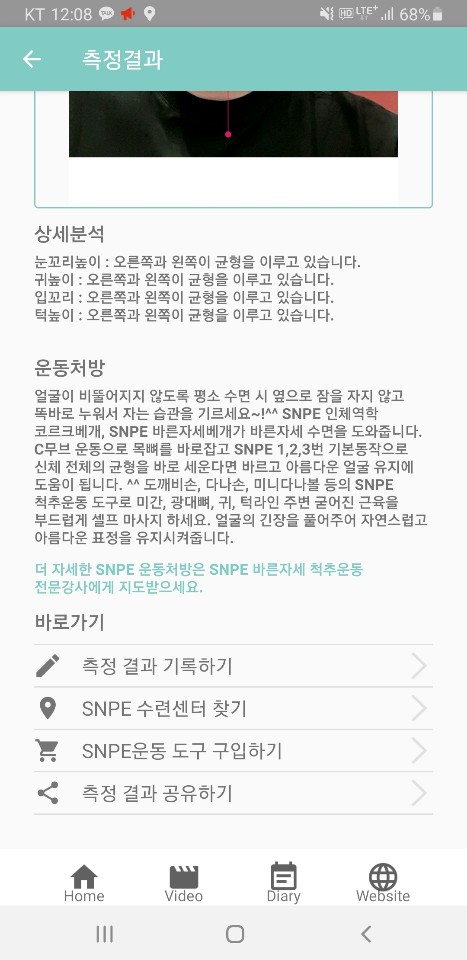 KT 12:08 TALK HD LTE+ 68%
측정결과
상세분석
눈꼬리높이 : 오른쪽과 왼쪽이 균형을 이루고 있습니다.
귀높이 : 오른쪽과 왼쪽이 균형을 이루고 있습니다.
입꼬리 : 오른쪽과 왼쪽이 균형을 이루고 있습니다.
턱높이 : 오른쪽과 왼쪽이 균형을 이루고 있습니다.
운동처방
얼굴이 비뚤어지지 않도록 평소 수면 시 옆으로 잠을 자지 않고
똑바로 누워서 자는 습관을 기르세요~!^^ SNPE 인체역학
코르크베개, SNPE 바른자세베개가 바른자세 수면을 도와줍니다.
C무브 운동으로 목뼈를 바로잡고 SNPE 1,2,3번 기본동작으로
신체 전체의 균형을 바로 세운다면 바르고 아름다운 얼굴 유지에
도움이 됩니다. ^^ 도깨비손, 다나손, 미니다나볼 등의 SNPE
척추운동 도구로 미간, 광대뼈, 귀, 턱라인 주변 굳어진 근육을
부드럽게 셀프 마사지 하세요. 얼굴의 긴장을 풀어주어 자연스럽고
아름다운 표정을 유지시켜줍니다.
더 자세한 SNPE 운동처방은 SNPE 바른자세 척추운동
전문강사에게 지도받으세요.
바로가기
측정 결과 기록하기
SNPE 수련센터 찾기
SNPE운동 도구 구입하기
측정 결과 공유하기
Home Video Diary Website